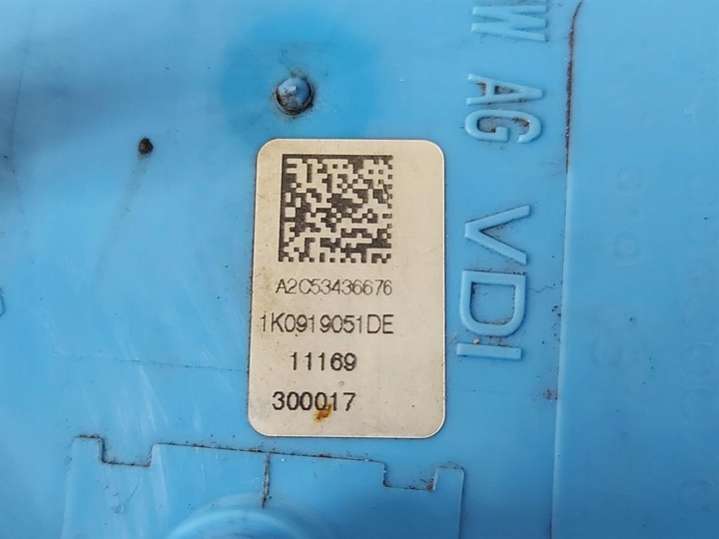 A2C53436676
1K0919051DE
11169
300017
W AG VDI